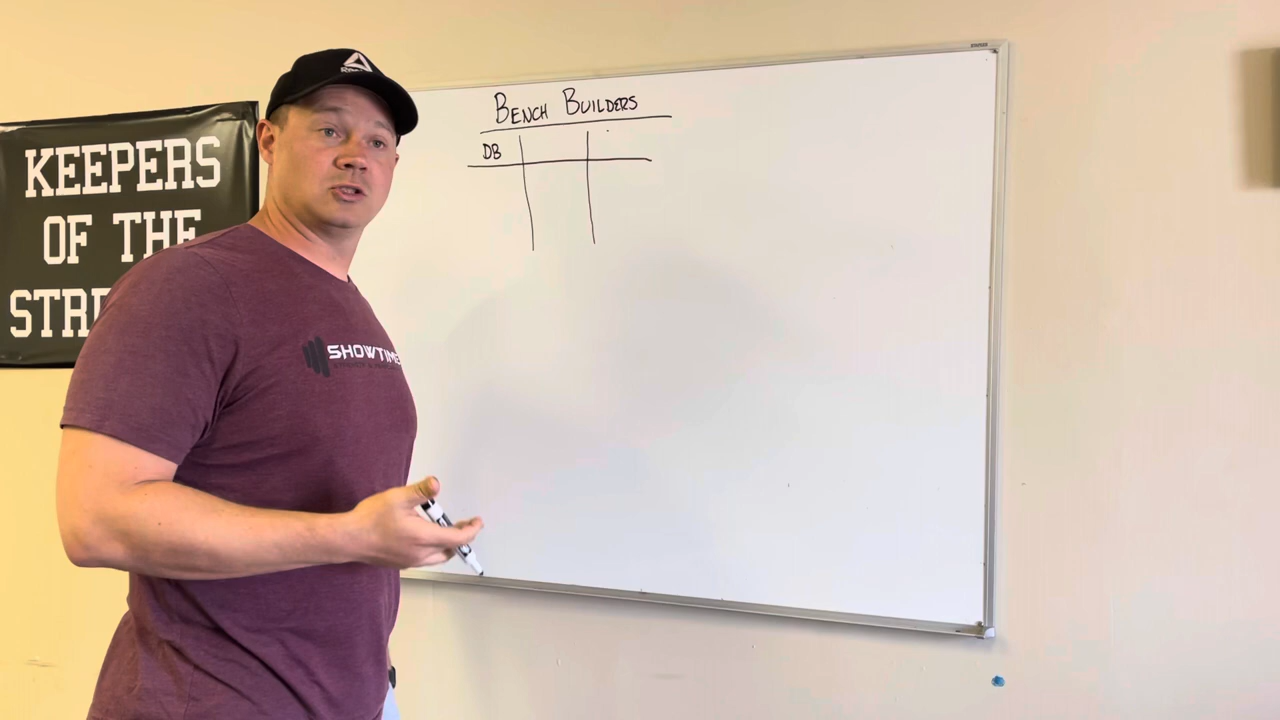 KEEPERS
OF THE
BENCH BUILDERS
DB
SHOWTIME